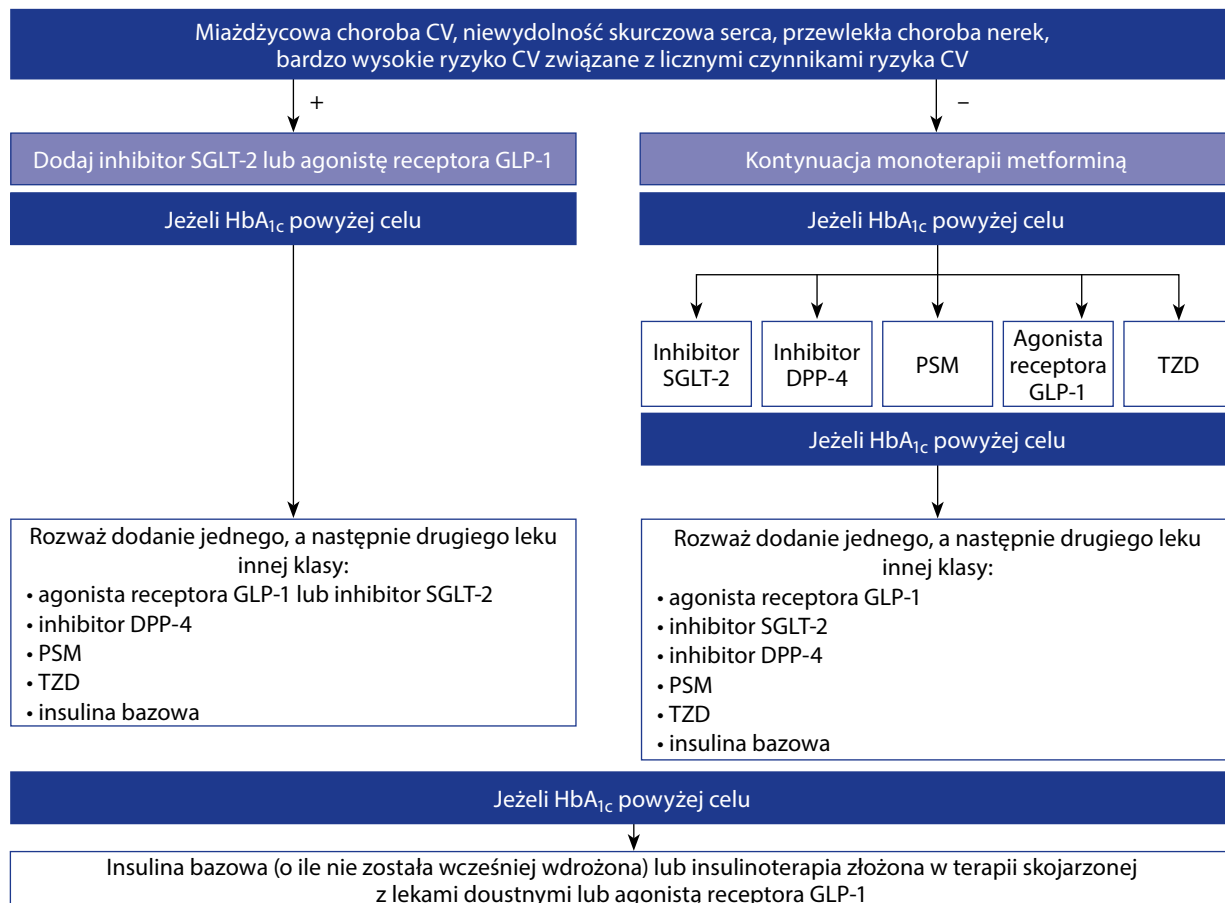 Miażdżycowa choroba CV, niewydolność skurczowa serca, przewlekła choroba nerek,
bardzo wysokie ryzyko CV związane z licznymi czynnikami ryzyka CV
+
–
Dodaj inhibitor SGLT-2 lub agonistę receptora GLP-1
Kontynuacja monoterapii metforminą
Jeżeli HbA1c powyżej celu
Jeżeli HbA1c powyżej celu
Inhibitor
SGLT-2
Inhibitor
DPP-4
PSM
Agonista
receptora
GLP-1
TZD
Jeżeli HbA1c powyżej celu
Rozważ dodanie jednego, a następnie drugiego leku
innej klasy:
• agonista receptora GLP-1 lub inhibitor SGLT-2
• inhibitor DPP-4
• PSM
• TZD
• insulina bazowa
Rozważ dodanie jednego, a następnie drugiego leku
innej klasy:
• agonista receptora GLP-1
• inhibitor SGLT-2
• inhibitor DPP-4
• PSM
• TZD
• insulina bazowa
Jeżeli HbA1c powyżej celu
Insulina bazowa (o ile nie została wcześniej wdrożona) lub insulinoterapia złożona w terapii skojarzonej
z lekami doustnymi lub agonistą receptora GLP-1